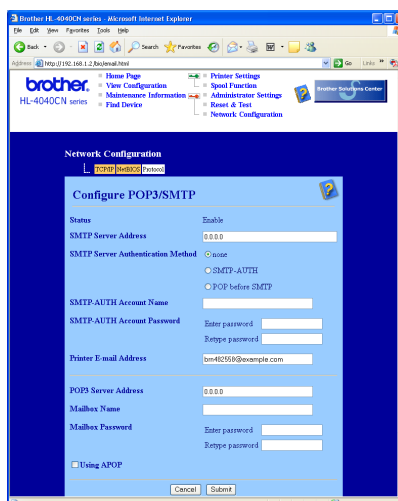 Brother HL-4040CN series - Microsoft Internet Explorer
File Edit View Favorites Tools Help
Back Search Favorites
Address http://192.168.1.2/bio/email.html Go Links »
brother.
HL-4040CN series
Home Page
View Configuration
Maintenance Information
Find Device
Printer Settings
Spool Function
Administrator Settings
Reset & Test
Network Configuration
Brother Solutions Center
Network Configuration
TCP/IP NetBIOS Protocol
Configure POP3/SMTP
Status Enable
SMTP Server Address 0.0.0.0
SMTP Server Authentication Method none
SMTP-AUTH
POP before SMTP
SMTP-AUTH Account Name
SMTP-AUTH Account Password Enter password
Retype password
Printer E-mail Address brn482558@example.com
POP3 Server Address 0.0.0.0
Mailbox Name
Mailbox Password Enter password
Retype password
Using APOP
Cancel Submit